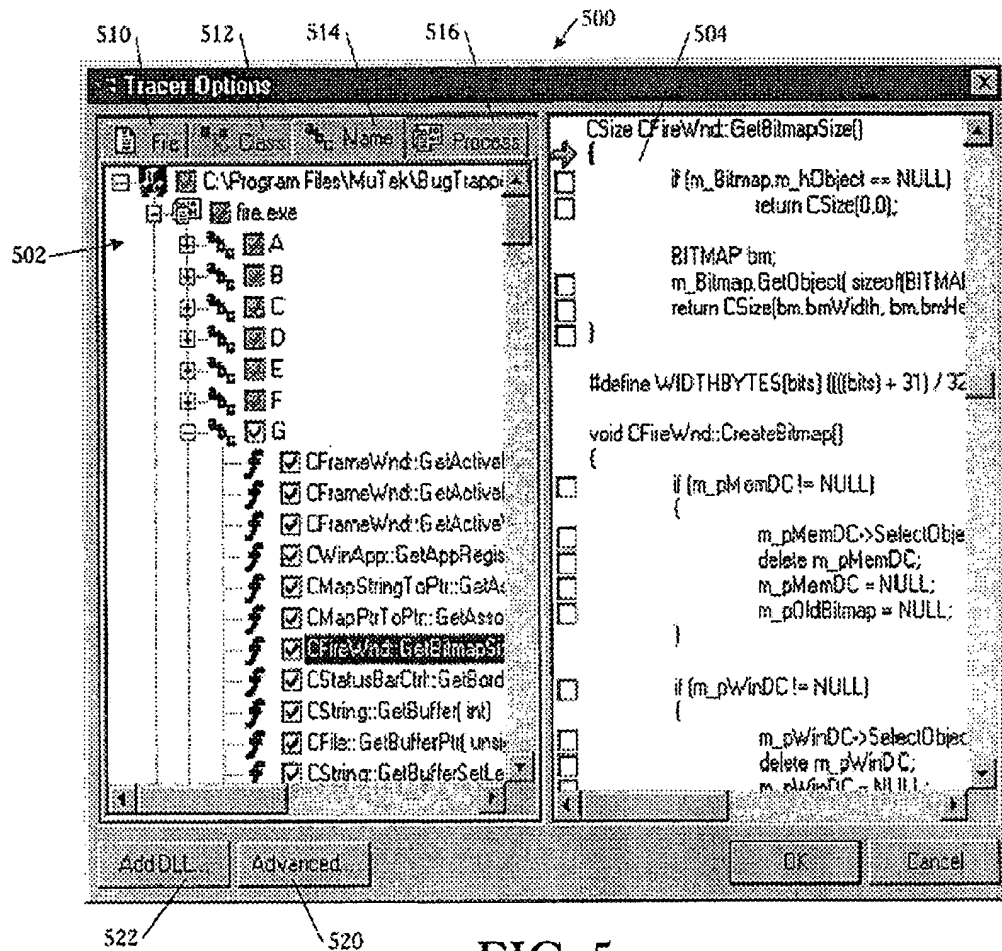 510 512 514 516 500 504
Tracer Options
File Class Name Process
C:\Program Files\MuTek\BugTrappe
fire.exe
502
A
B
C
D
E
F
G
CFrameWnd::GetActive
CFrameWnd::GetActive
CFrameWnd::GetActive
CWinApp::GetAppRegis
CMapStringToPtr::GetAs
CMapPtrToPtr::GetAsso
CFireWnd::GetBitmapSi
CStatusBarCtrl::GetBord
CString::GetBuffer( int)
CFile::GetBufferPtr( unsi
CString::GetBufferSetLe
CSize CFireWnd::GetBitmapSize()
{
if (m_Bitmap.m_hObject == NULL)
return CSize(0,0);
BITMAP bm;
m_Bitmap.GetObject( sizeof(BITMAP
return CSize(bm.bmWidth, bm.bmHe
}
#define WIDTHBYTES(bits) ((((bits) + 31) / 32
void CFireWnd::CreateBitmap()
{
if (m_pMemDC != NULL)
{
m_pMemDC->SelectObje
delete m_pMemDC;
m_pMemDC = NULL;
m_pOldBitmap = NULL;
}
if (m_pWinDC != NULL)
{
m_pWinDC->SelectObjec
delete m_pWinDC;
m_pWinDC = NULL;
Add DLL... Advanced... OK Cancel
522 520
FIG. 5